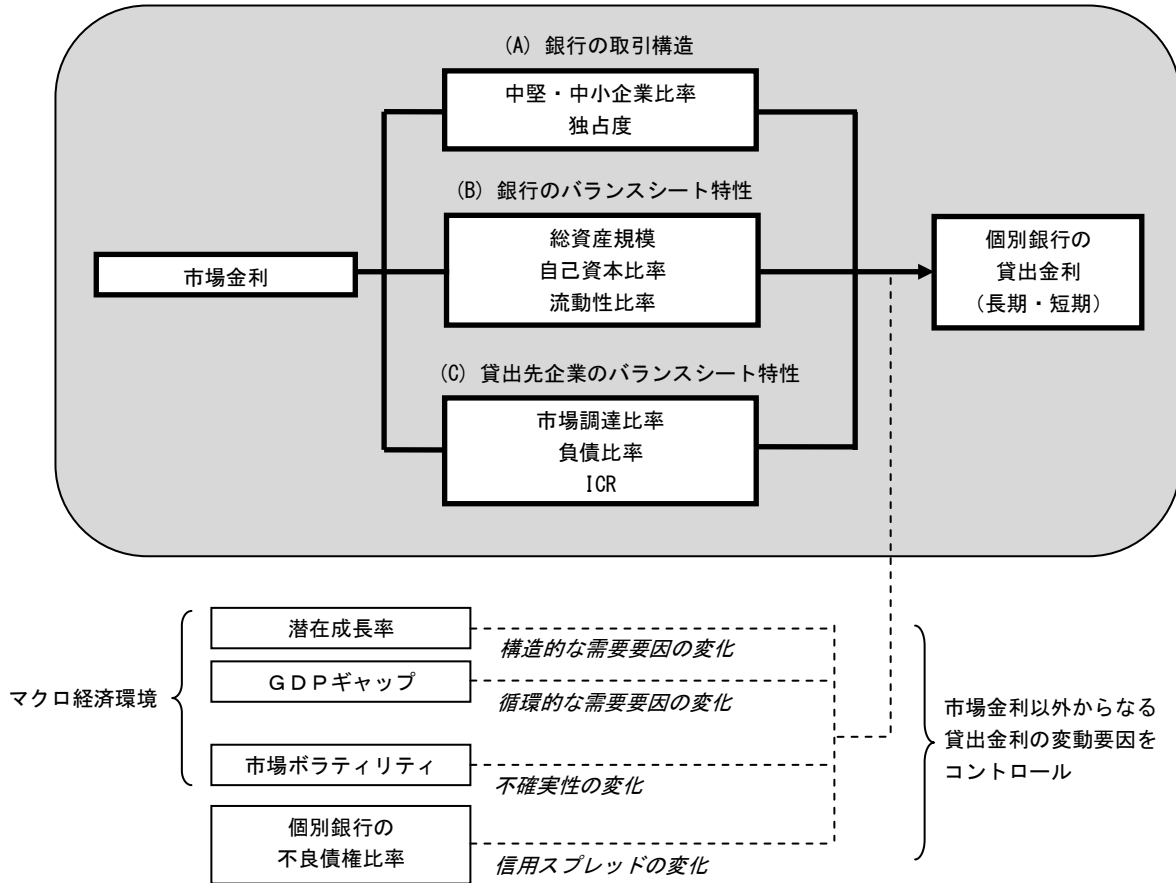 (A) 銀行の取引構造
中堅・中小企業比率
独占度
(B) 銀行のバランスシート特性
総資産規模
自己資本比率
流動性比率
市場金利
個別銀行の
貸出金利
(長期・短期)
(C) 貸出先企業のバランスシート特性
市場調達比率
負債比率
ICR
マクロ経済環境
潜在成長率
構造的な需要要因の変化
GDPギャップ
循環的な需要要因の変化
市場ボラティリティ
不確実性の変化
個別銀行の
不良債権比率
信用スプレッドの変化
市場金利以外からなる
貸出金利の変動要因を
コントロール